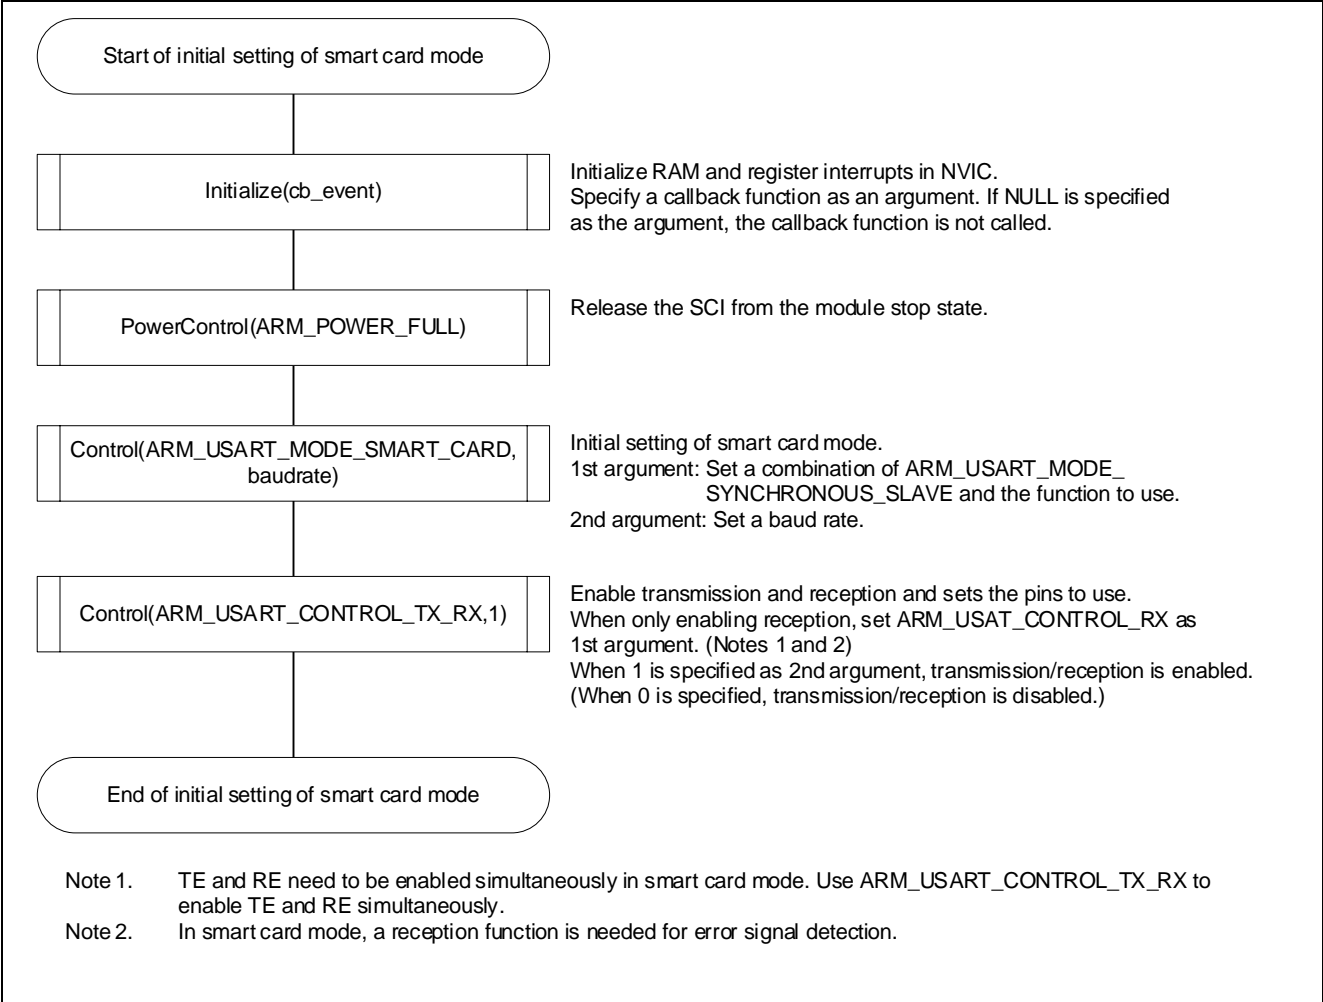 Start of initial setting of smart card mode
Initialize(cb_event)
Initialize RAM and register interrupts in NVIC.
Specify a callback function as an argument. If NULL is specified
as the argument, the callback function is not called.
PowerControl(ARM_POWER_FULL)
Release the SCI from the module stop state.
Control(ARM_USART_MODE_SMART_CARD,
baudrate)
Initial setting of smart card mode.
1st argument: Set a combination of ARM_USART_MODE_
SYNCHRONOUS_SLAVE and the function to use.
2nd argument: Set a baud rate.
Control(ARM_USART_CONTROL_TX_RX,1)
Enable transmission and reception and sets the pins to use.
When only enabling reception, set ARM_USAT_CONTROL_RX as
1st argument. (Notes 1 and 2)
When 1 is specified as 2nd argument, transmission/reception is enabled.
(When 0 is specified, transmission/reception is disabled.)
End of initial setting of smart card mode
Note 1. TE and RE need to be enabled simultaneously in smart card mode. Use ARM_USART_CONTROL_TX_RX to
enable TE and RE simultaneously.
Note 2. In smart card mode, a reception function is needed for error signal detection.